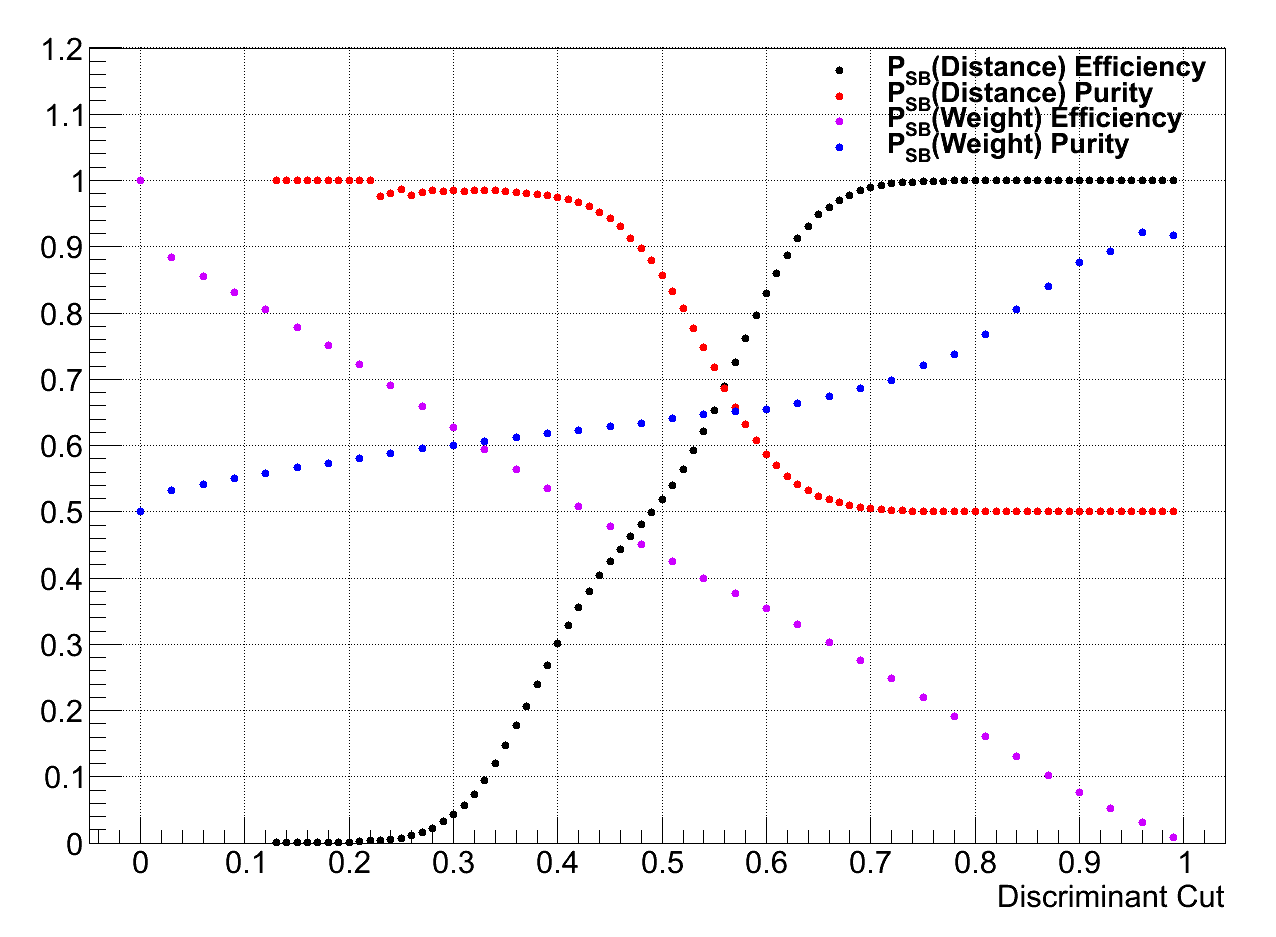 1.2
P_SB(Distance) Efficiency
P_SB(Distance) Purity
1.1
P_SB(Weight) Efficiency
P_SB(Weight) Purity
1
0.9
0.8
0.7
0.6
0.5
0.4
0.3
0.2
0.1
0
0 0.1 0.2 0.3 0.4 0.5 0.6 0.7 0.8 0.9 1
Discriminant Cut